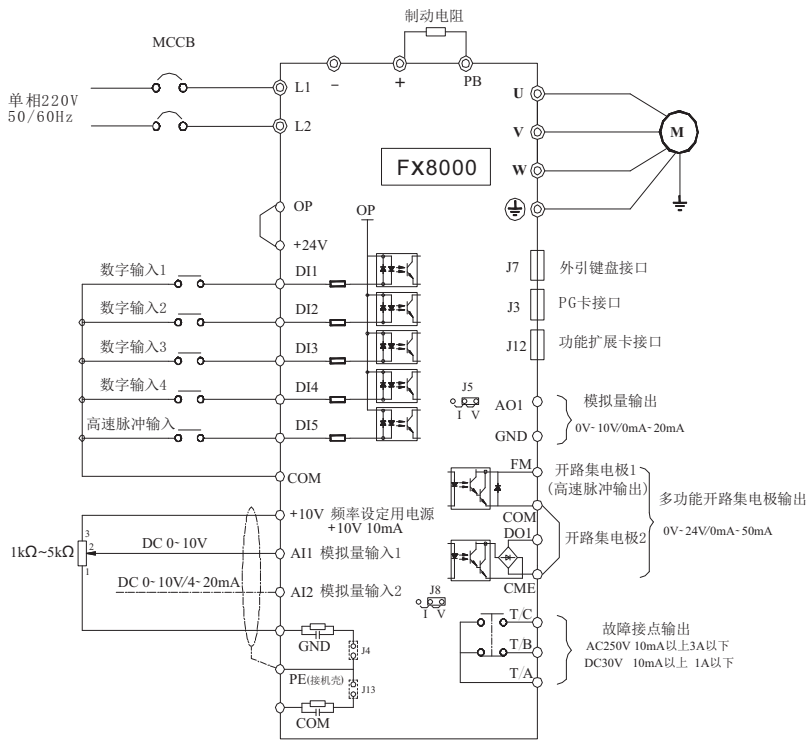 制动电阻
MCCB
L1
−
+
PB
单相220V
50/60Hz
L2
U
V
W
M
FX8000
OP
OP
+24V
数字输入1
DI1
J7
外引键盘接口
数字输入2
DI2
J3
PG卡接口
数字输入3
DI3
J12
功能扩展卡接口
数字输入4
DI4
J5
I V
AO1
模拟量输出
0V- 10V/0mA- 20mA
高速脉冲输入
DI5
GND
COM
FM
开路集电极1
(高速脉冲输出)
多功能开路集电极输出
0V-24V/0mA-50mA
COM
+10V 频率设定用电源
+10V 10mA
DO1
开路集电极2
1kΩ~5kΩ
3
2
1
DC 0- 10V
AI1 模拟量输入1
DC 0- 10V/4- 20mA
AI2 模拟量输入2
CME
J8
I V
T/C
故障接点输出
AC250V 10mA以上3A以下
DC30V 10mA以上 1A以下
T/B
T/A
GND
J4
PE(接机壳)
J13
COM